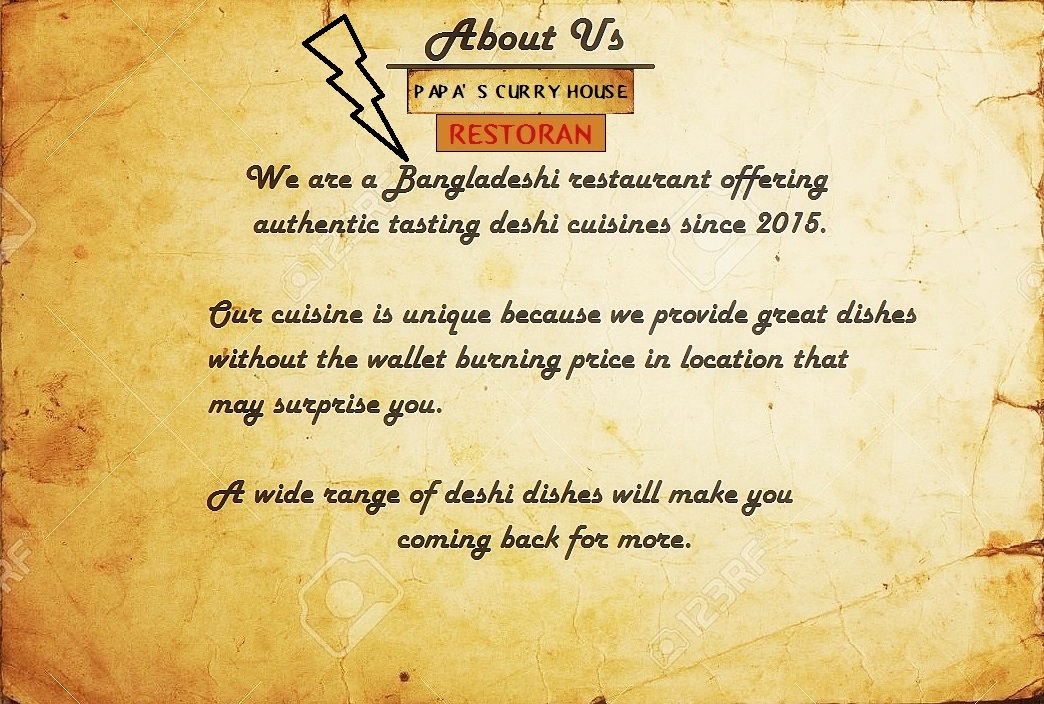 About Us
PAPA'S CURRY HOUSE
RESTORAN
We are a Bangladeshi restaurant offering
authentic tasting deshi cuisines since 2015.
Our cuisine is unique because we provide great dishes
without the wallet burning price in location that
may surprise you.
A wide range of deshi dishes will make you
coming back for more.
123RF
123RF
123RF
123RF